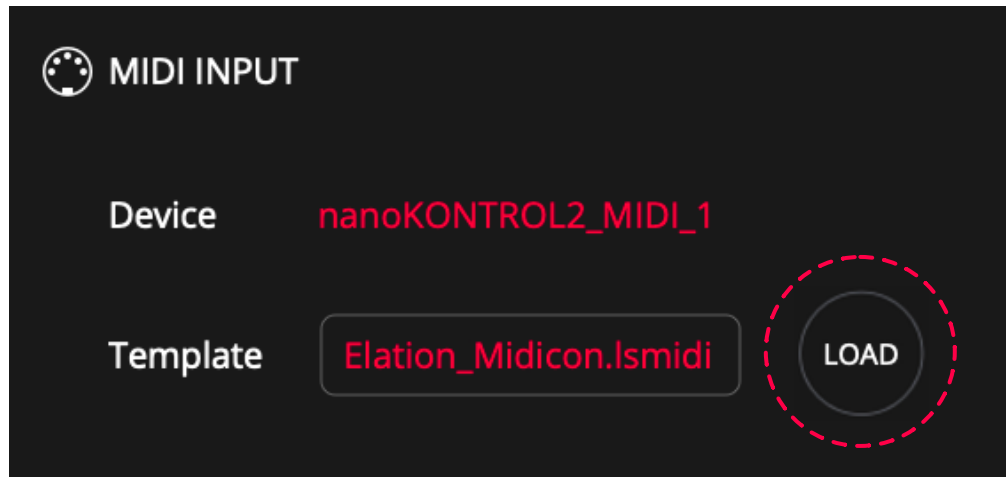 MIDI INPUT
Device nanoKONTROL2_MIDI_1
Template Elation_Midicon.lsmidi LOAD